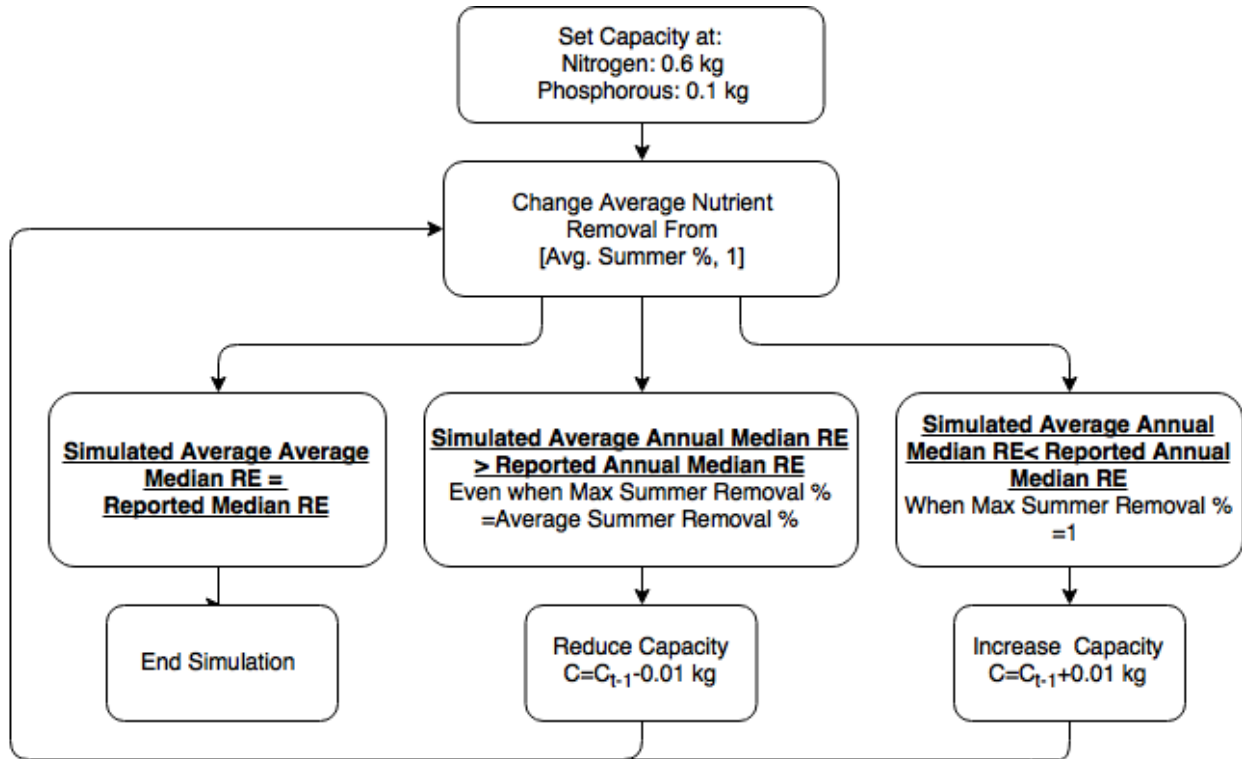 Set Capacity at:
Nitrogen: 0.6 kg
Phosphorous: 0.1 kg
Change Average Nutrient
Removal From
[Avg. Summer %, 1]
Simulated Average Average
Median RE =
Reported Median RE
Simulated Average Annual Median RE
> Reported Annual Median RE
Even when Max Summer Removal %
=Average Summer Removal %
Simulated Average Annual
Median RE< Reported Annual
Median RE
When Max Summer Removal %
=1
End Simulation
Reduce Capacity
C=Ct-1-0.01 kg
Increase Capacity
C=Ct-1+0.01 kg